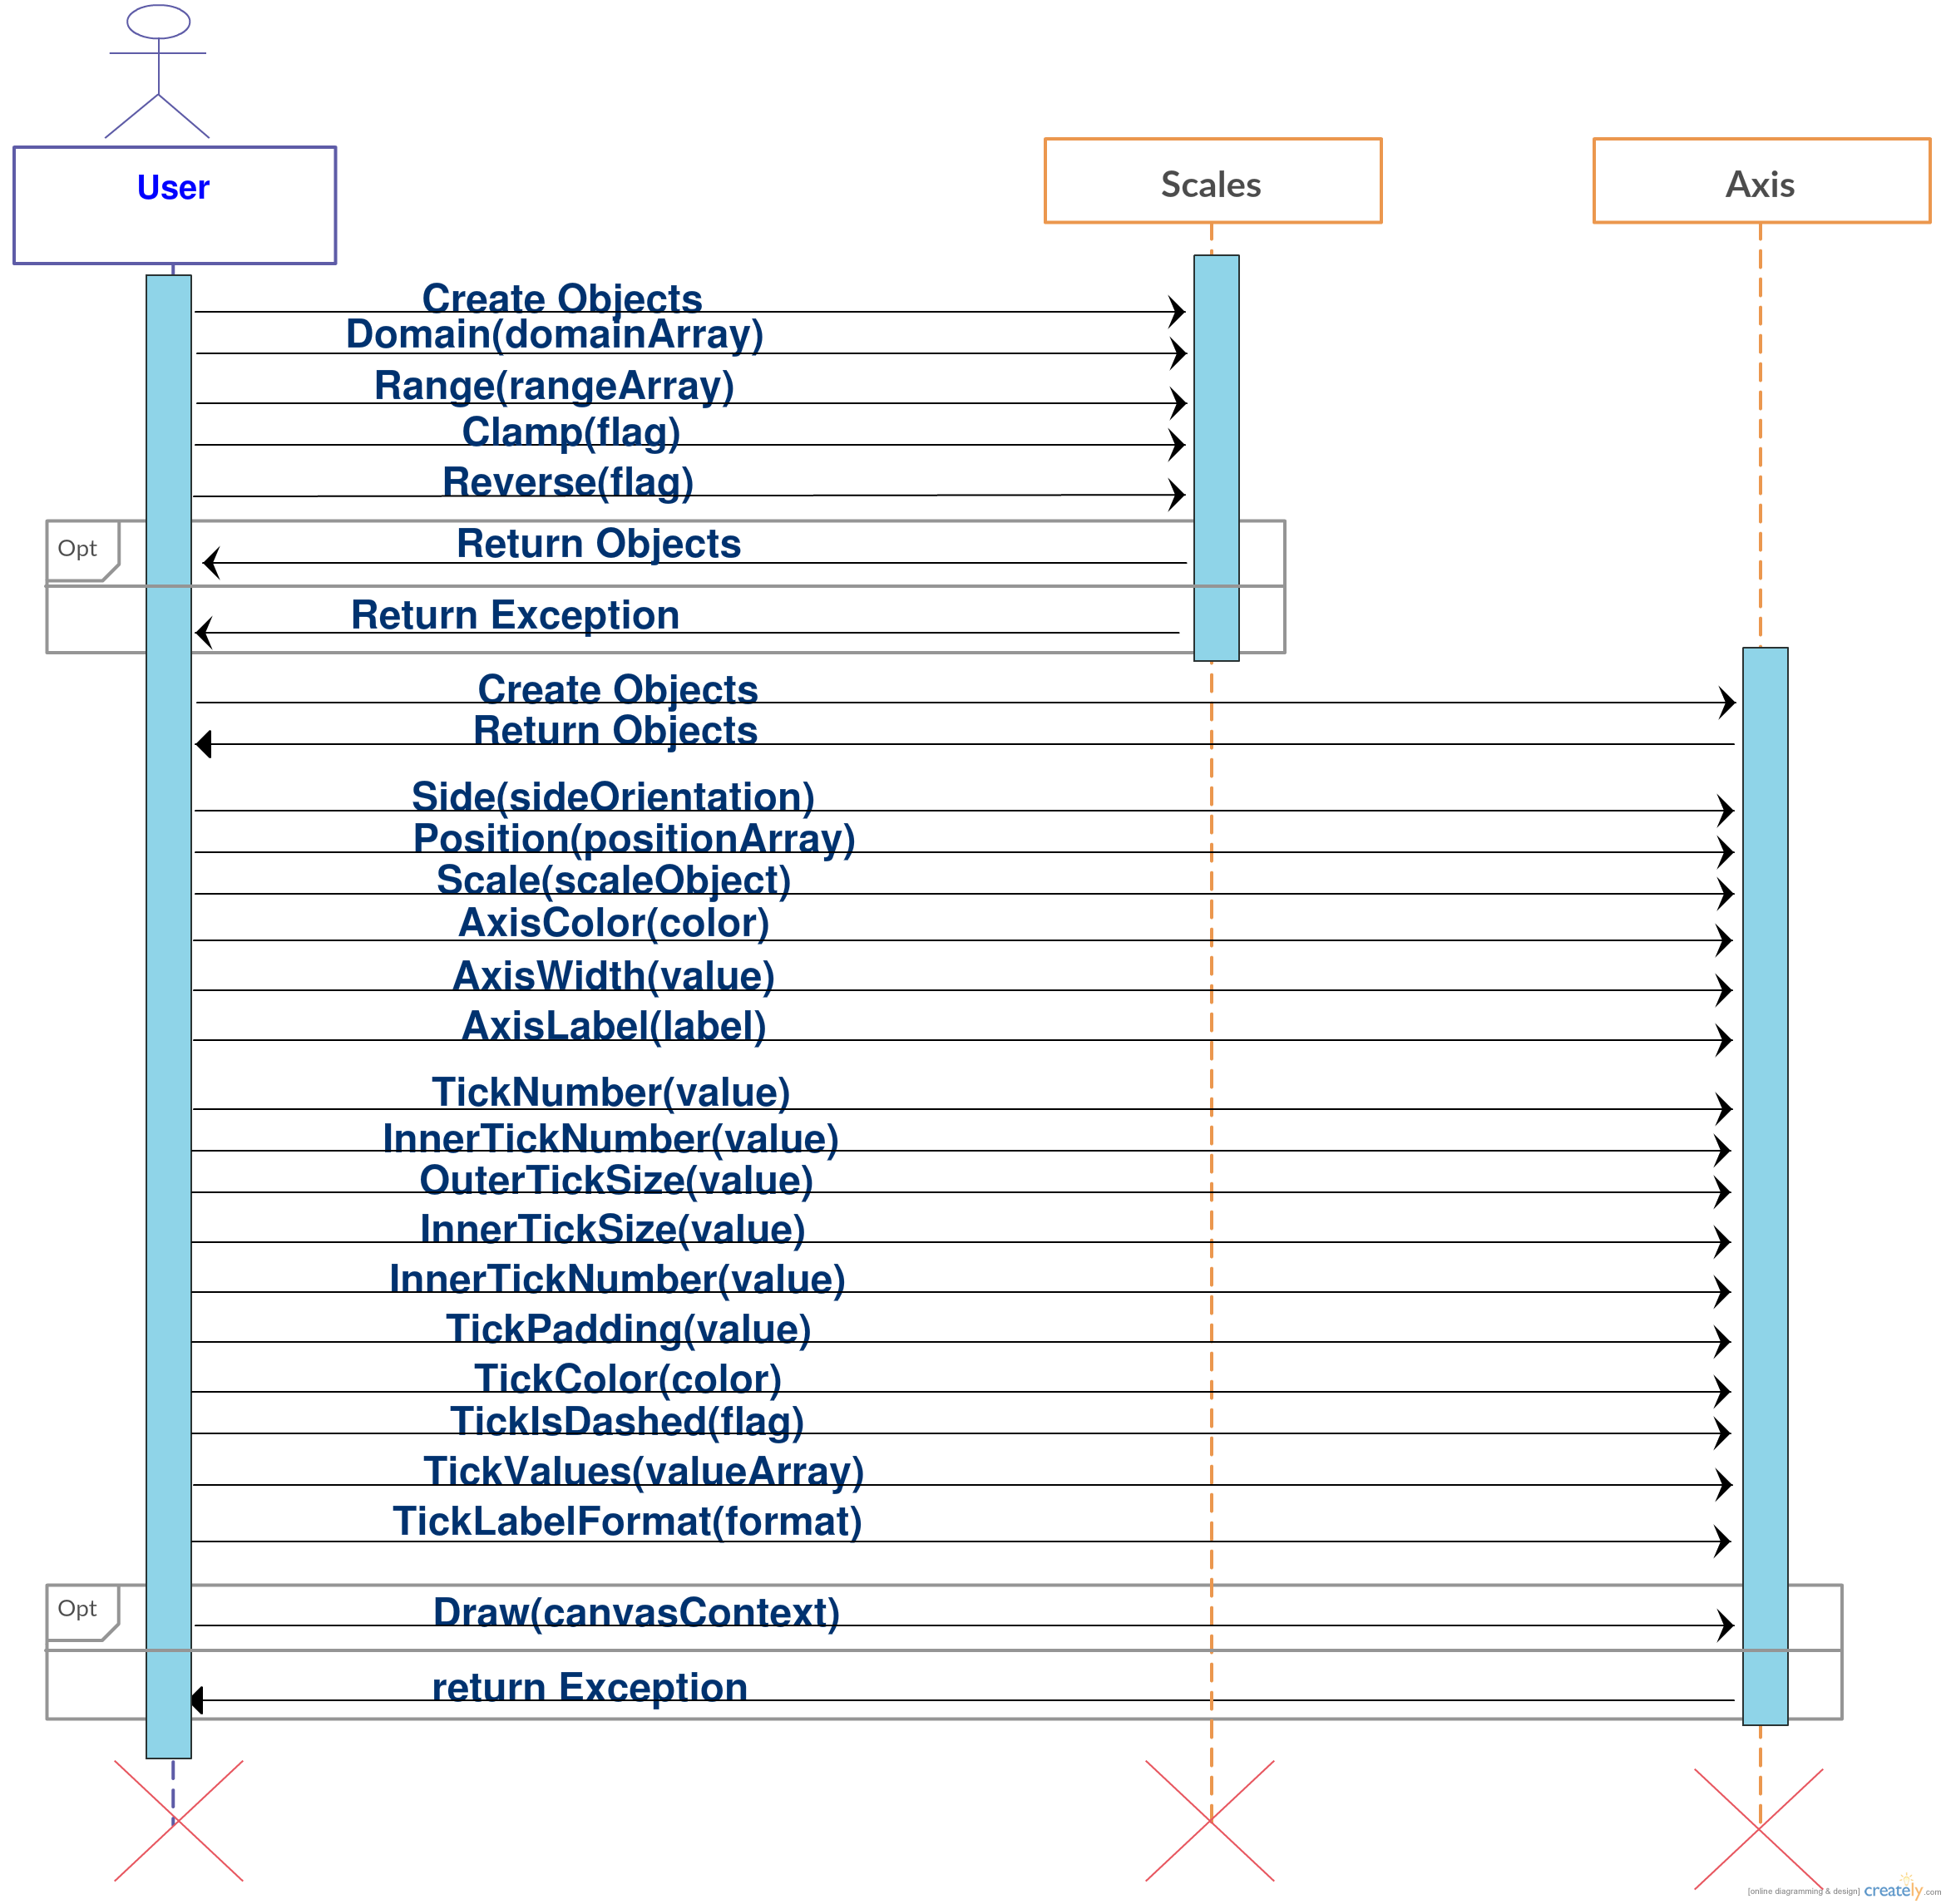 User
Scales
Axis
Create Objects
Domain(domainArray)
Range(rangeArray)
Clamp(flag)
Reverse(flag)
Opt
Return Objects
Return Exception
Create Objects
Return Objects
Side(sideOrientation)
Position(positionArray)
Scale(scaleObject)
AxisColor(color)
AxisWidth(value)
AxisLabel(label)
TickNumber(value)
InnerTickNumber(value)
OuterTickSize(value)
InnerTickSize(value)
InnerTickNumber(value)
TickPadding(value)
TickColor(color)
TickIsDashed(flag)
TickValues(valueArray)
TickLabelFormat(format)
Opt
Draw(canvasContext)
return Exception
[online diagramming & design] creately.com